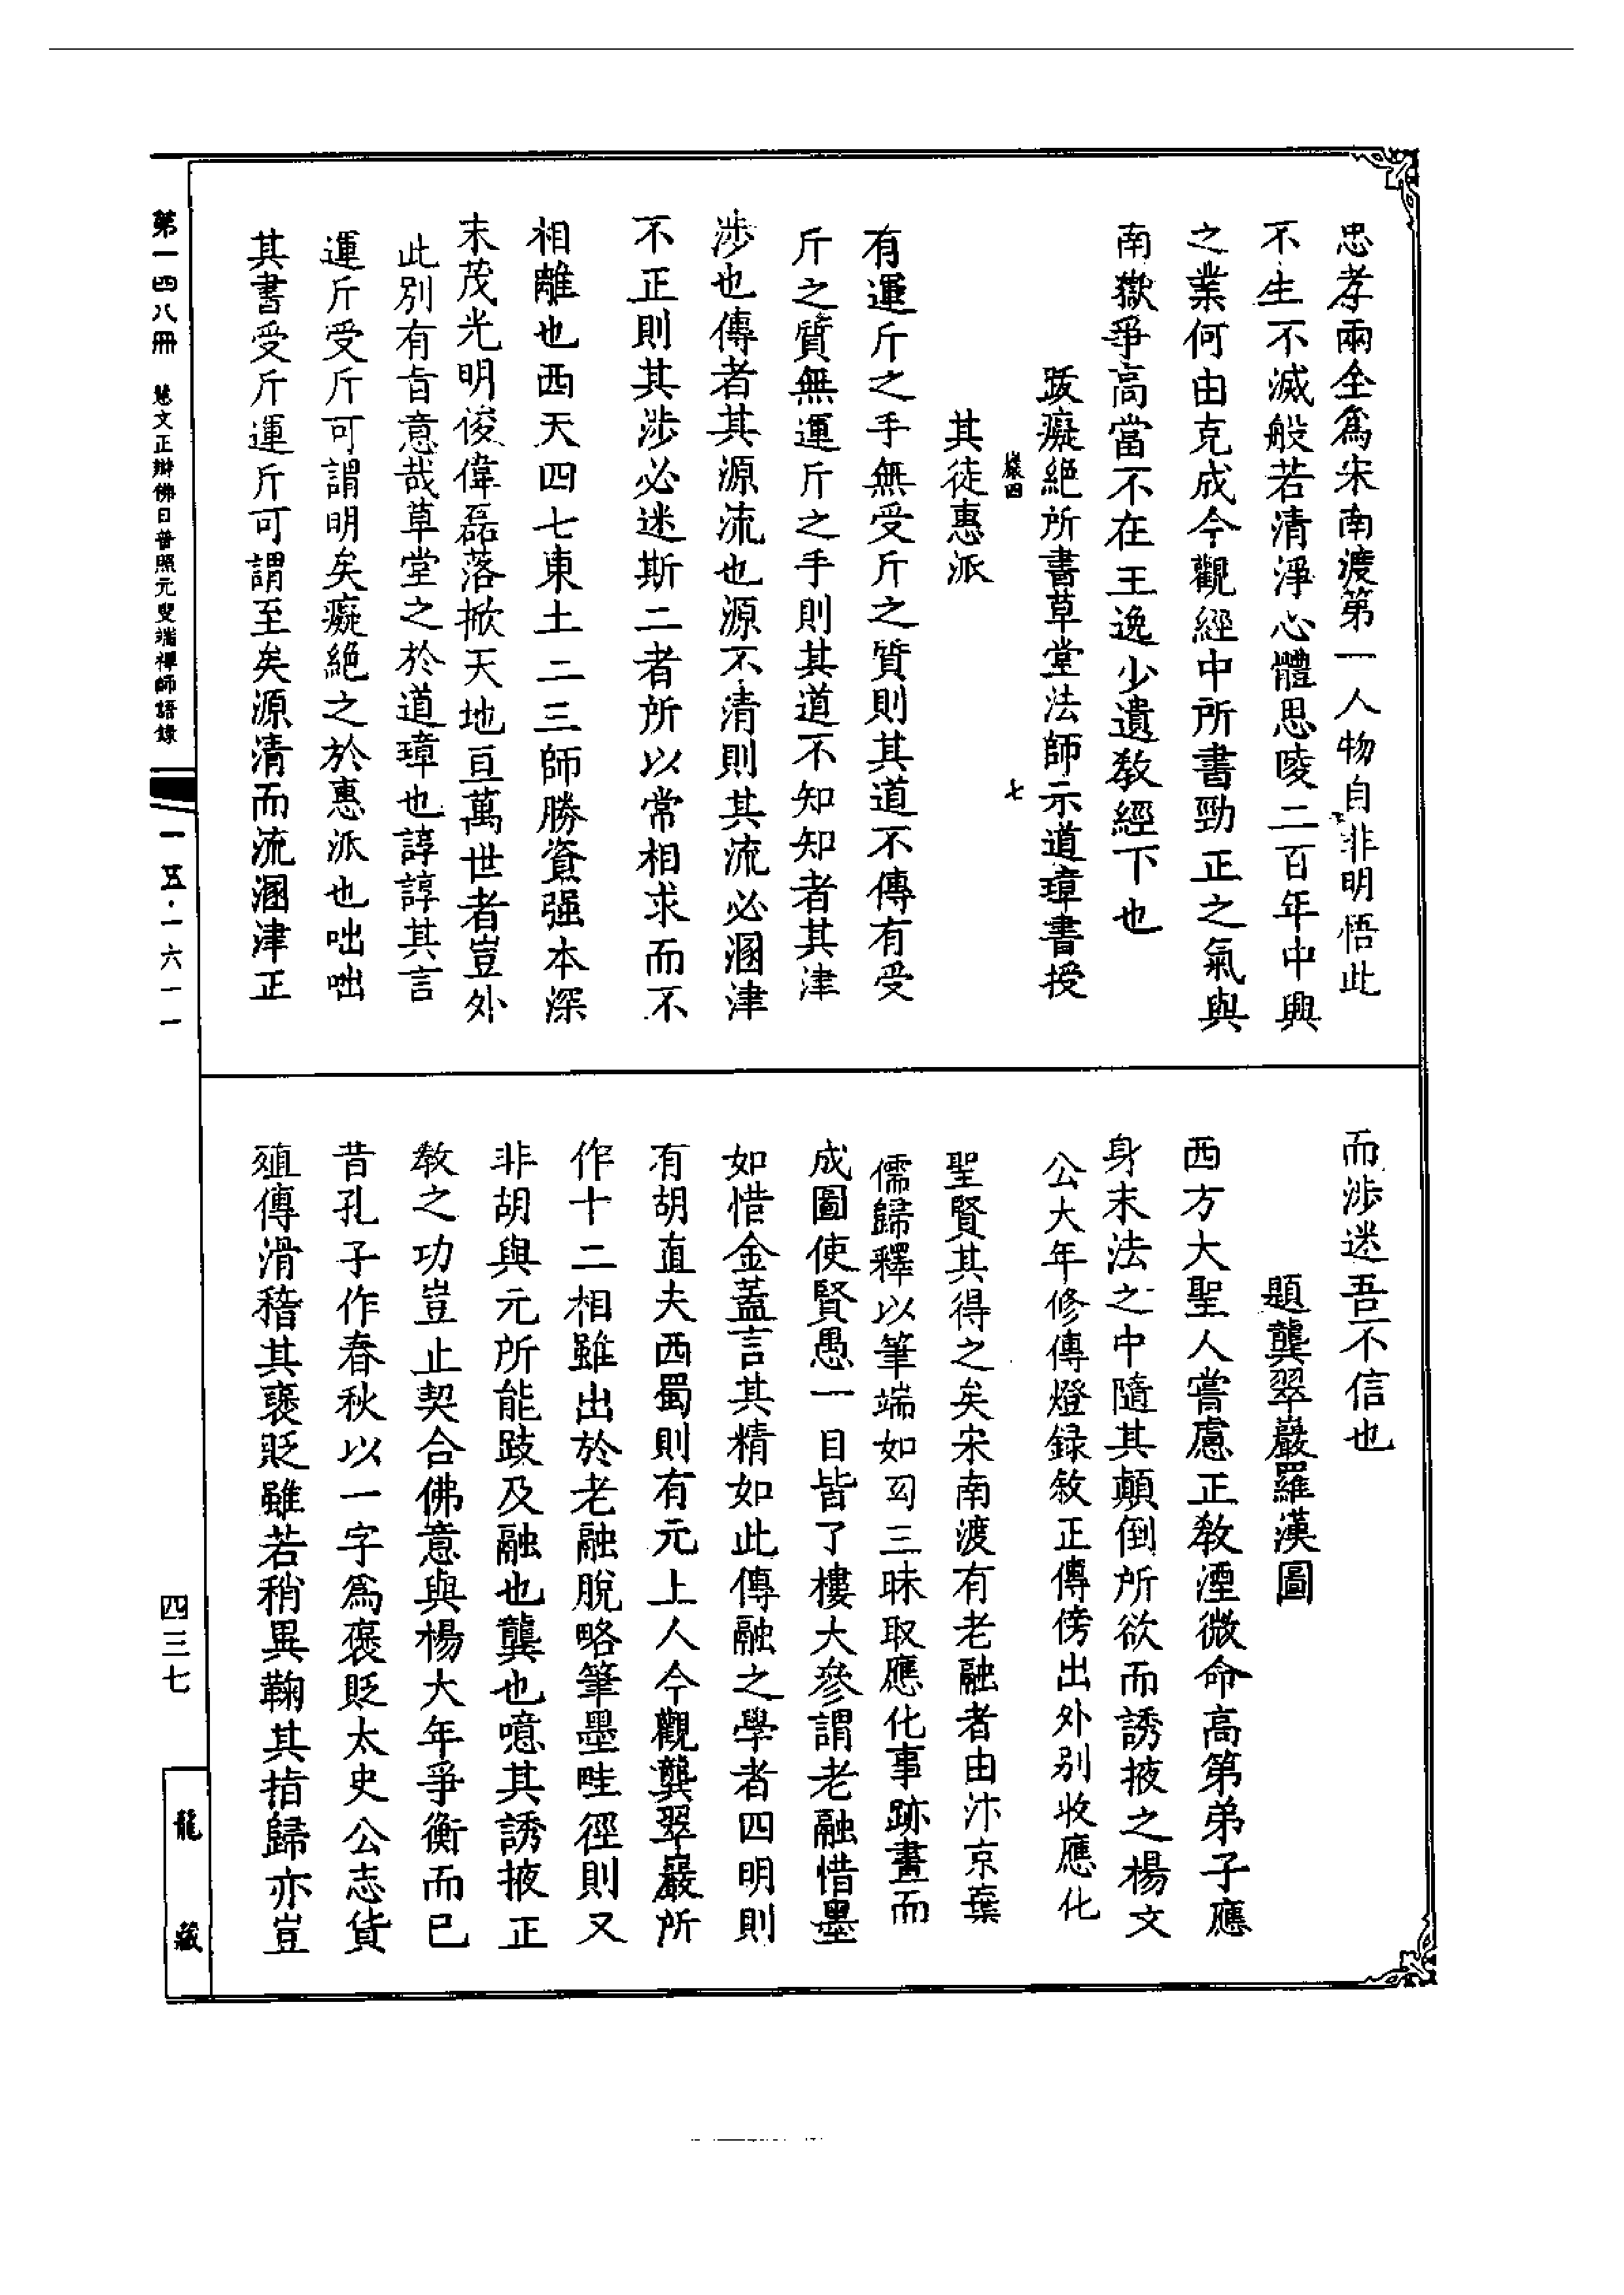 忠孝兩全為宋南渡第一人物自非明悟此
不生不滅般若清淨心體思陵二百年中興
之業何由克成今觀經中所書勁正之氣與
南嶽爭高當不在王逸少遺教經下也
跋癡絕所書草堂法師示道璋書授
巖四
七
其徒惠派
有運斤之手無受斤之質則其道不傳有受
斤之質無運斤之手則其道不知知者其津
涉也傳者其源流也源不清則其流必溷津
不正則其涉必迷斯二者所以常相求而不
相離也西天四七東土二三師勝資强本深
末茂光明俊偉磊落掀天地亘萬世者豈外
此別有旨意哉草堂之於道璋也諄諄其言
運斤受斤可謂明矣癡絕之於惠派也咄咄
其書受斤運斤可謂至矣源清而流溷津正
而涉迷吾不信也
題龔翠巖羅漢圖
西方大聖人嘗慮正教湮微命高第弟子應
身末法之中隨其顛倒所欲而誘掖之楊文
公大年修傳燈録敘正傳傍出外別收應化
聖賢其得之矣宋南渡有老融者由汴京葉
儒歸釋以筆端如幻三昧取應化事跡畫而
成圖使賢愚一目皆了樓大參謂老融惜墨
如惜金蓋言其精如此傳融之學者四明則
有胡直夫西蜀則有元上人今觀龔翠巖所
作十二相雖出於老融脫略筆墨畦徑則又
非胡與元所能跂及融也龔也噫其誘掖正
教之功豈止契合佛意與楊大年爭衡而已
昔孔子作春秋以一字為褒貶太史公志貨
殖傳滑稽其襃貶雖若稍異鞠其指歸亦豈
第一四八冊　慧文正辯佛日普照元叟端禪師語錄
一五·一六一一
四三七
龍藏